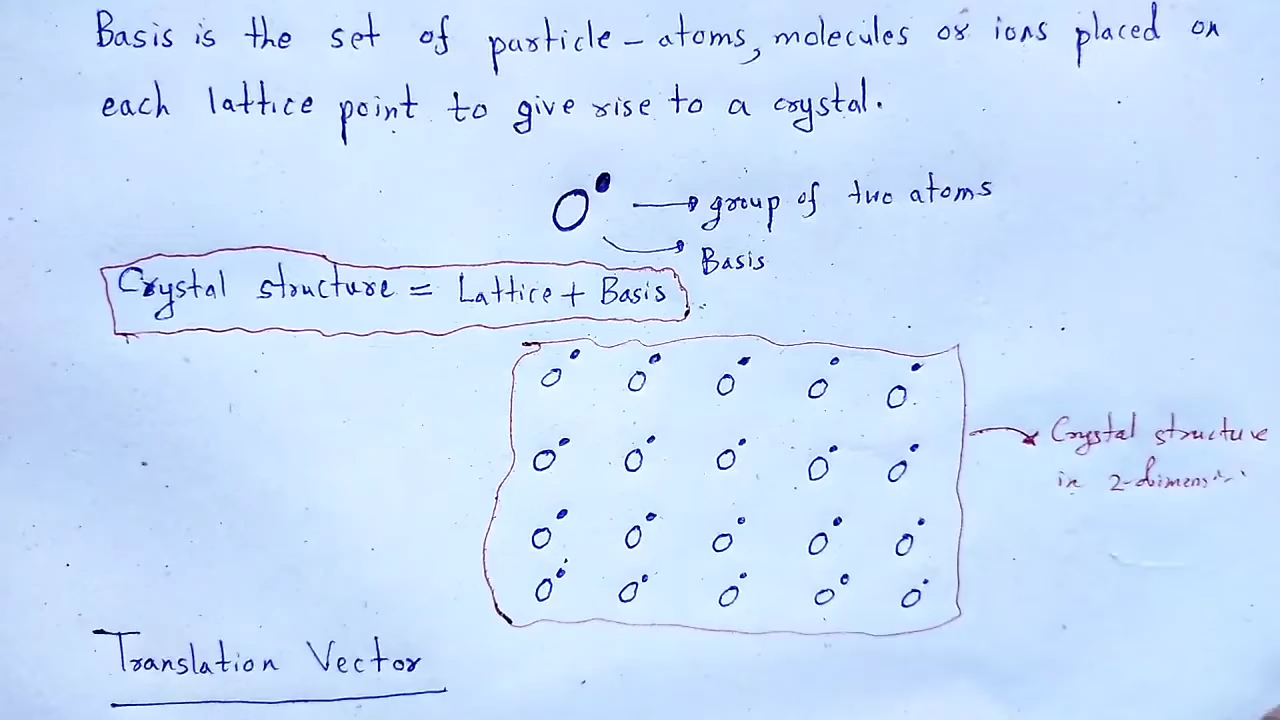 Basis is the set of particle - atoms, molecules or ions placed on
each lattice point to give rise to a crystal.
group of two atoms
Basis
Crystal structure = Lattice + Basis
Crystal structure
in 2-dimension
Translation Vector